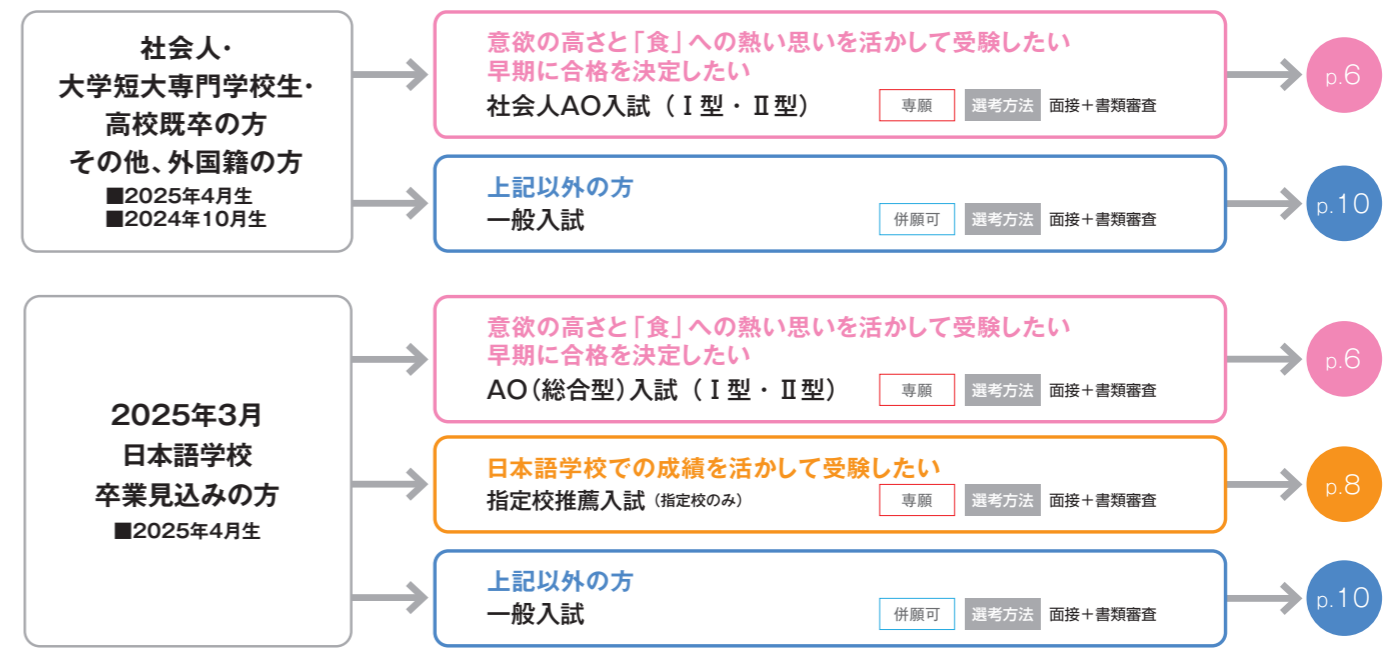 社会人・
大学短大専門学校生・
高校既卒の方
その他、外国籍の方
■2025年4月生
■2024年10月生
意欲の高さと「食」への熱い思いを活かして受験したい
早期に合格を決定したい
社会人AO入試（Ⅰ型・Ⅱ型） 専願 選考方法 面接＋書類審査
p.6
上記以外の方
一般入試 併願可 選考方法 面接＋書類審査
p.10
2025年3月
日本語学校
卒業見込みの方
■2025年4月生
意欲の高さと「食」への熱い思いを活かして受験したい
早期に合格を決定したい
AO（総合型）入試（Ⅰ型・Ⅱ型） 専願 選考方法 面接＋書類審査
p.6
日本語学校での成績を活かして受験したい
指定校推薦入試（指定校のみ） 専願 選考方法 面接＋書類審査
p.8
上記以外の方
一般入試 併願可 選考方法 面接＋書類審査
p.10